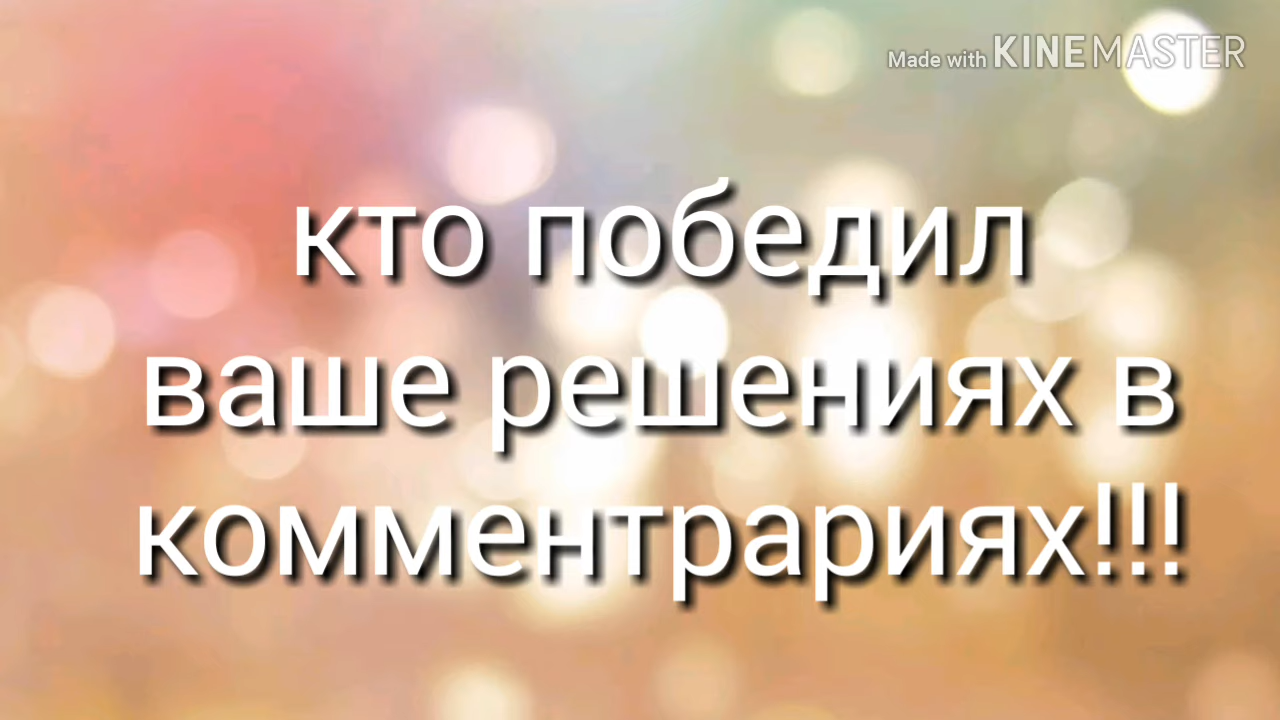 Made with KINEMASTER
кто победил
ваше решениях в
комментрариях!!!